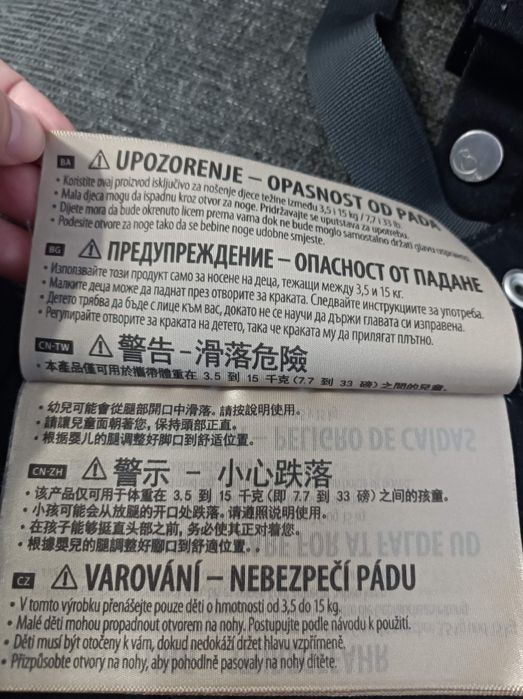 BA ⚠ UPOZORENJE – OPASNOST OD PADA
• Koristite ovaj proizvod isključivo za nošenje djece težine između 3,5 i 15 kg / 7,7 i 33 lb.
• Mala djeca mogu da ispadnu kroz otvor za noge. Pridržavajte se uputstava za upotrebu.
• Dijete mora da bude okrenuto licem prema vama dok ne bude moglo samostalno držati glavu uspravno.
• Podesite otvore za noge tako da se bebine noge udobno smjeste.
BG ⚠ ПРЕДУПРЕЖДЕНИЕ – ОПАСНОСТ ОТ ПАДАНЕ
• Използвайте този продукт само за носене на деца, тежащи между 3,5 и 15 кг.
• Малките деца може да паднат през отворите за краката. Следвайте инструкциите за употреба.
• Детето трябва да бъде с лице към вас, докато не се научи да държи главата си изправена.
• Регулирайте отворите за краката на детето, така че краката му да прилягат плътно.
CN-TW ⚠ 警告 – 滑落危險
• 本產品僅可用於攜帶體重在 3.5 到 15 千克(7.7 到 33 磅)之間的兒童。
• 幼兒可能會從腿部開口中滑落。請按說明使用。
• 請讓兒童面朝著您，保持頭部正直。
• 根据婴儿的腿调整好脚口到舒适位置。
CN-ZH ⚠ 警示 – 小心跌落
• 该产品仅可用于体重在 3.5 到 15 千克(即 7.7 到 33 磅)之间的孩童。
• 小孩可能会从放腿的开口处跌落。请遵照说明使用。
• 在孩子能够挺直头部之前，务必使其正对着您。
• 根據嬰兒的腿調整好腳口到舒適位置。.
CZ ⚠ VAROVÁNÍ – NEBEZPEČÍ PÁDU
• V tomto výrobku přenášejte pouze děti o hmotnosti od 3,5 do 15 kg.
• Malé děti mohou propadnout otvorem na nohy. Postupujte podle návodu k použití.
• Děti musí být otočeny k vám, dokud nedokáží držet hlavu vzpřímeně.
• Přizpůsobte otvory na nohy, aby pohodlně pasovaly na nohy dítěte.